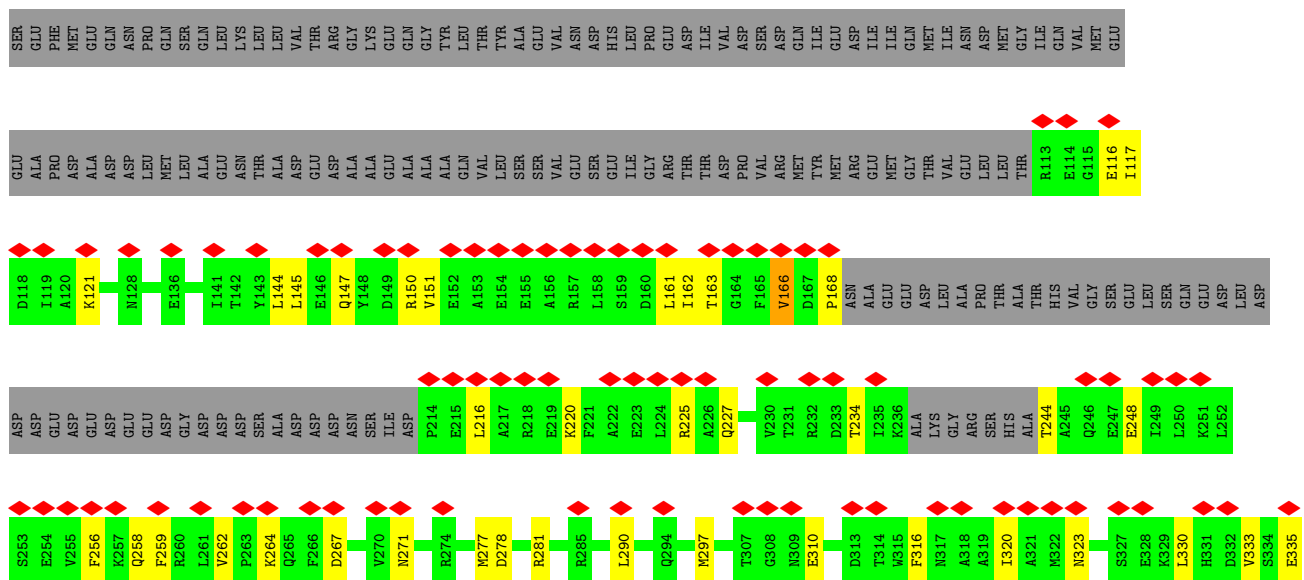 SER GLU PHE MET GLU GLN ASN PRO GLN SER GLN LEU LYS LEU LEU VAL THR ARG GLY LYS GLU GLN GLY TYR LEU THR TYR ALA GLU VAL ASN ASP HIS LEU PRO GLU ASP ILE VAL ASP SER ASP GLN ILE GLU ASP ILE ILE GLN MET ILE ASN ASP MET GLY ILE GLN VAL MET GLU
GLU ALA PRO ASP ALA ASP ASP LEU MET LEU ALA GLU ASN THR ALA ASP GLU ASP ALA ALA GLU ALA ALA ALA GLN VAL LEU SER SER VAL GLU SER GLU ILE GLY ARG THR THR ASP PRO VAL ARG MET TYR MET ARG GLU MET GLY THR VAL GLU LEU LEU THR R113 E114 G115 E116 I117
D118 I119 A120 K121 N128 E136 I141 T142 Y143 L144 L145 E146 Q147 Y148 D149 R150 V151 E152 A153 E154 E155 A156 R157 L158 S159 D160 L161 I162 T163 G164 F165 V166 D167 P168 ASN ALA GLU GLU ASP LEU ALA PRO THR ALA THR HIS VAL GLY SER GLU LEU SER GLN GLU ASP LEU ASP
ASP ASP GLU ASP GLU ASP GLU GLU ASP GLY ASP ASP ASP SER ALA ASP ASP ASP ASN SER ILE ASP P214 E215 L216 A217 R218 E219 K220 F221 A222 E223 L224 R225 A226 Q227 V230 T231 R232 D233 T234 I235 K236 ALA LYS GLY ARG SER HIS ALA T244 A245 Q246 E247 E248 I249 L250 K251 L252
S253 E254 V255 F256 K257 Q258 F259 R260 L261 V262 P263 K264 Q265 F266 D267 V270 N271 R274 M277 D278 R281 R285 L290 Q294 M297 T307 G308 N309 E310 D313 T314 W315 F316 N317 A318 A319 I320 A321 M322 N323 S327 E328 K329 L330 H331 D332 V333 S334 E335